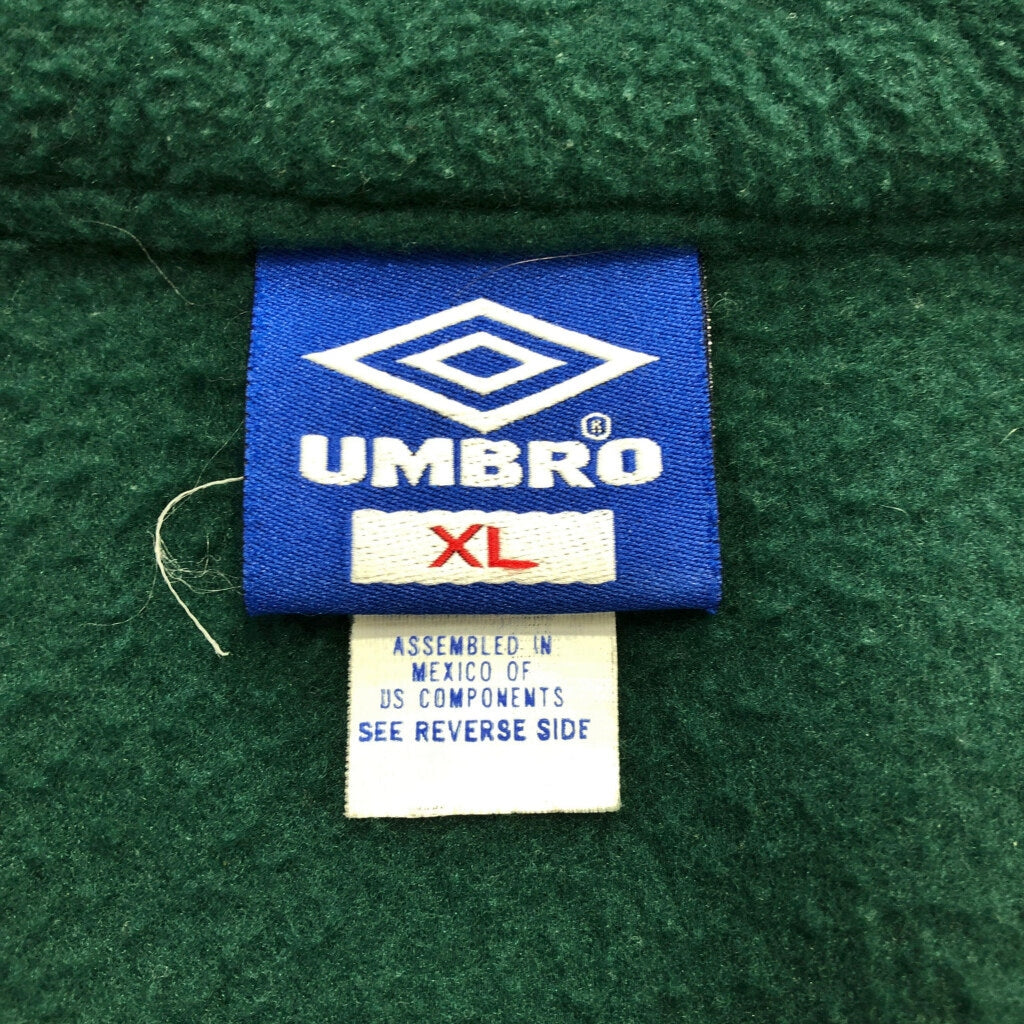 UMBRO®
XL
ASSEMBLED IN
MEXICO OF
US COMPONENTS
SEE REVERSE SIDE